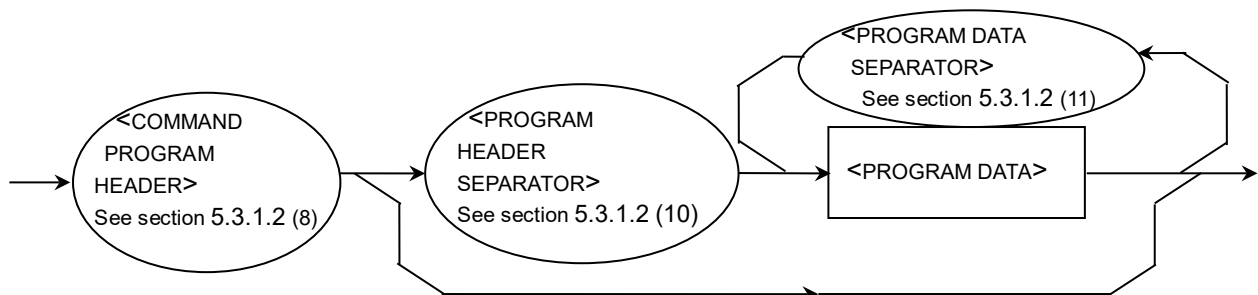 <COMMAND
PROGRAM
HEADER>
See section 5.3.1.2 (8)
<PROGRAM
HEADER
SEPARATOR>
See section 5.3.1.2 (10)
<PROGRAM DATA
SEPARATOR>
See section 5.3.1.2 (11)
<PROGRAM DATA>